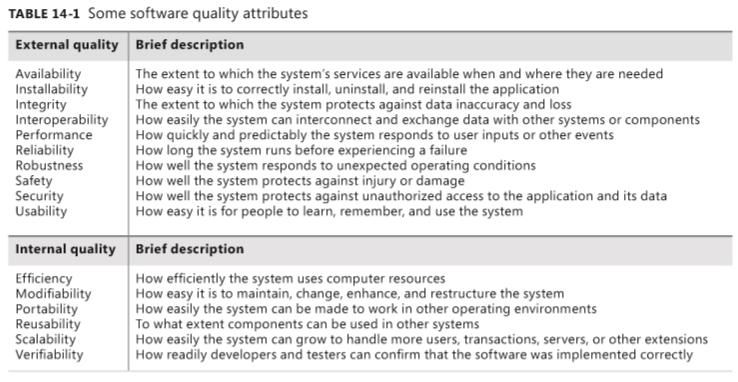 TABLE 14-1 Some software quality attributes
External quality Brief description
Availability The extent to which the system's services are available when and where they are needed
Installability How easy it is to correctly install, uninstall, and reinstall the application
Integrity The extent to which the system protects against data inaccuracy and loss
Interoperability How easily the system can interconnect and exchange data with other systems or components
Performance How quickly and predictably the system responds to user inputs or other events
Reliability How long the system runs before experiencing a failure
Robustness How well the system responds to unexpected operating conditions
Safety How well the system protects against injury or damage
Security How well the system protects against unauthorized access to the application and its data
Usability How easy it is for people to learn, remember, and use the system
Internal quality Brief description
Efficiency How efficiently the system uses computer resources
Modifiability How easy it is to maintain, change, enhance, and restructure the system
Portability How easily the system can be made to work in other operating environments
Reusability To what extent components can be used in other systems
Scalability How easily the system can grow to handle more users, transactions, servers, or other extensions
Verifiability How readily developers and testers can confirm that the software was implemented correctly